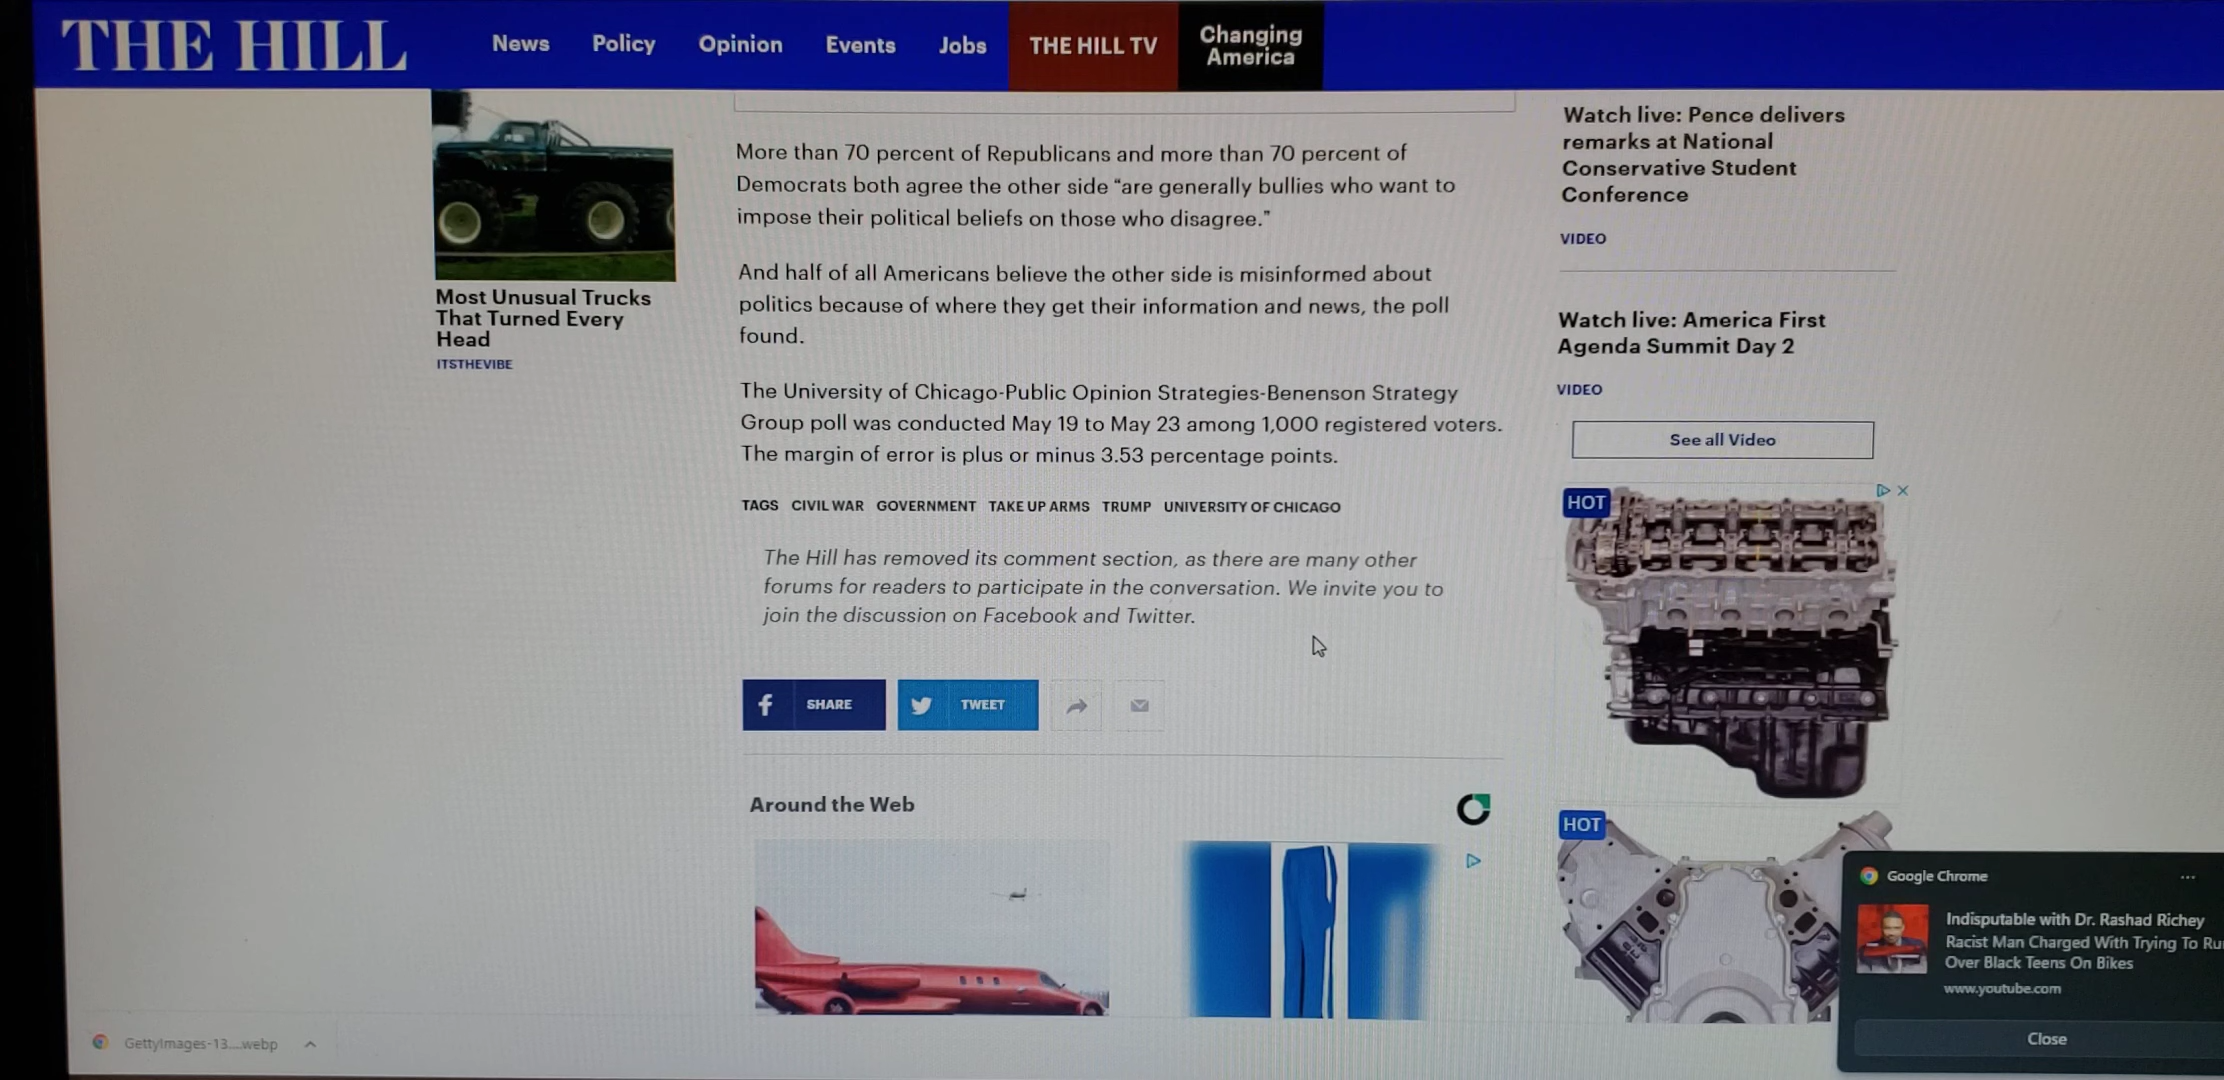 THE HILL
News Policy Opinion Events Jobs THE HILL TV Changing
America
Most Unusual Trucks
That Turned Every
Head
ITSTHEVIBE
More than 70 percent of Republicans and more than 70 percent of
Democrats both agree the other side “are generally bullies who want to
impose their political beliefs on those who disagree.”
And half of all Americans believe the other side is misinformed about
politics because of where they get their information and news, the poll
found.
The University of Chicago-Public Opinion Strategies-Benenson Strategy
Group poll was conducted May 19 to May 23 among 1,000 registered voters.
The margin of error is plus or minus 3.53 percentage points.
TAGS CIVIL WAR GOVERNMENT TAKE UP ARMS TRUMP UNIVERSITY OF CHICAGO
The Hill has removed its comment section, as there are many other
forums for readers to participate in the conversation. We invite you to
join the discussion on Facebook and Twitter.
SHARE
TWEET
Around the Web
Watch live: Pence delivers
remarks at National
Conservative Student
Conference
VIDEO
Watch live: America First
Agenda Summit Day 2
VIDEO
See all Video
HOT
HOT
Google Chrome
Indisputable with Dr. Rashad Richey
Racist Man Charged With Trying To Ru
Over Black Teens On Bikes
www.youtube.com
Close
GettyImages-13....webp